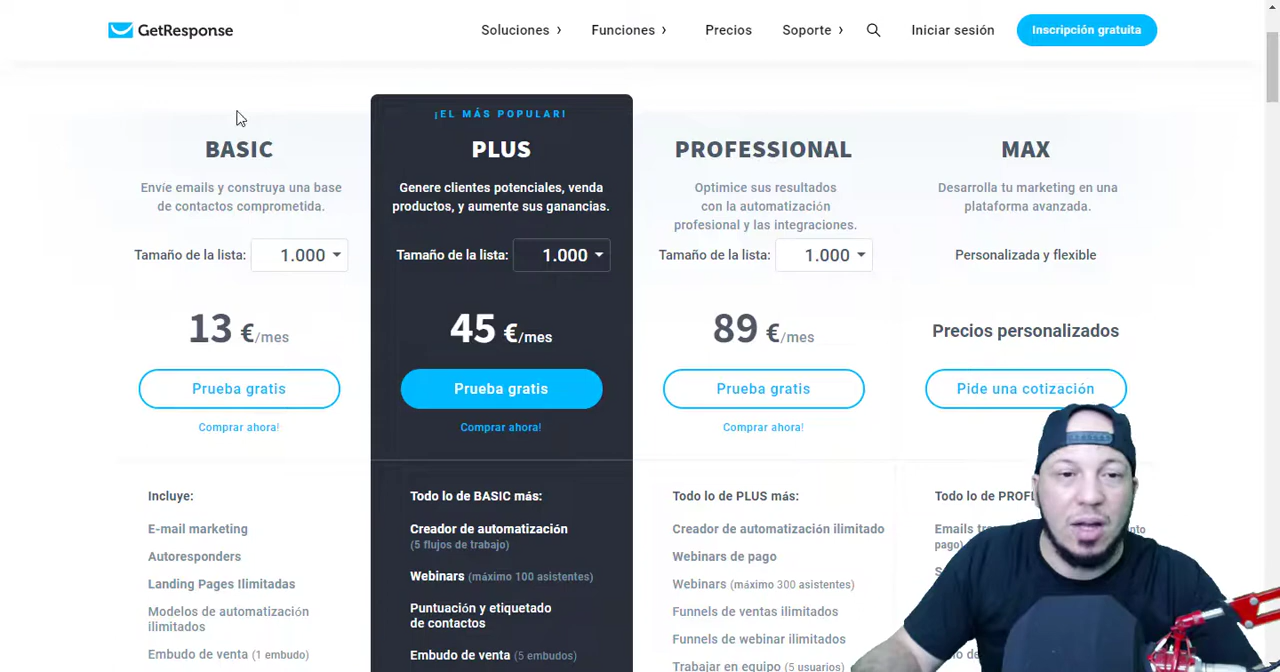 GetResponse
Soluciones ›
Funciones ›
Precios
Soporte ›
Iniciar sesión
Inscripción gratuita
BASIC
Envíe emails y construya una base
de contactos comprometida.
Tamaño de la lista: 1.000
13 €/mes
Prueba gratis
Comprar ahora!
Incluye:
E-mail marketing
Autoresponders
Landing Pages Ilimitadas
Modelos de automatización
ilimitados
Embudo de venta (1 embudo)
¡EL MÁS POPULAR!
PLUS
Genere clientes potenciales, venda
productos, y aumente sus ganancias.
Tamaño de la lista: 1.000
45 €/mes
Prueba gratis
Comprar ahora!
Todo lo de BASIC más:
Creador de automatización
(5 flujos de trabajo)
Webinars (máximo 100 asistentes)
Puntuación y etiquetado
de contactos
Embudo de venta (5 embudos)
PROFESSIONAL
Optimice sus resultados
con la automatización
profesional y las integraciones.
Tamaño de la lista: 1.000
89 €/mes
Prueba gratis
Comprar ahora!
Todo lo de PLUS más:
Creador de automatización ilimitado
Webinars de pago
Webinars (máximo 300 asistentes)
Funnels de ventas ilimitados
Funnels de webinar ilimitados
Trabajar en equipo (5 usuarios)
MAX
Desarrolla tu marketing en una
plataforma avanzada.
Personalizada y flexible
Precios personalizados
Pide una cotización
Todo lo de
Emails
pago)